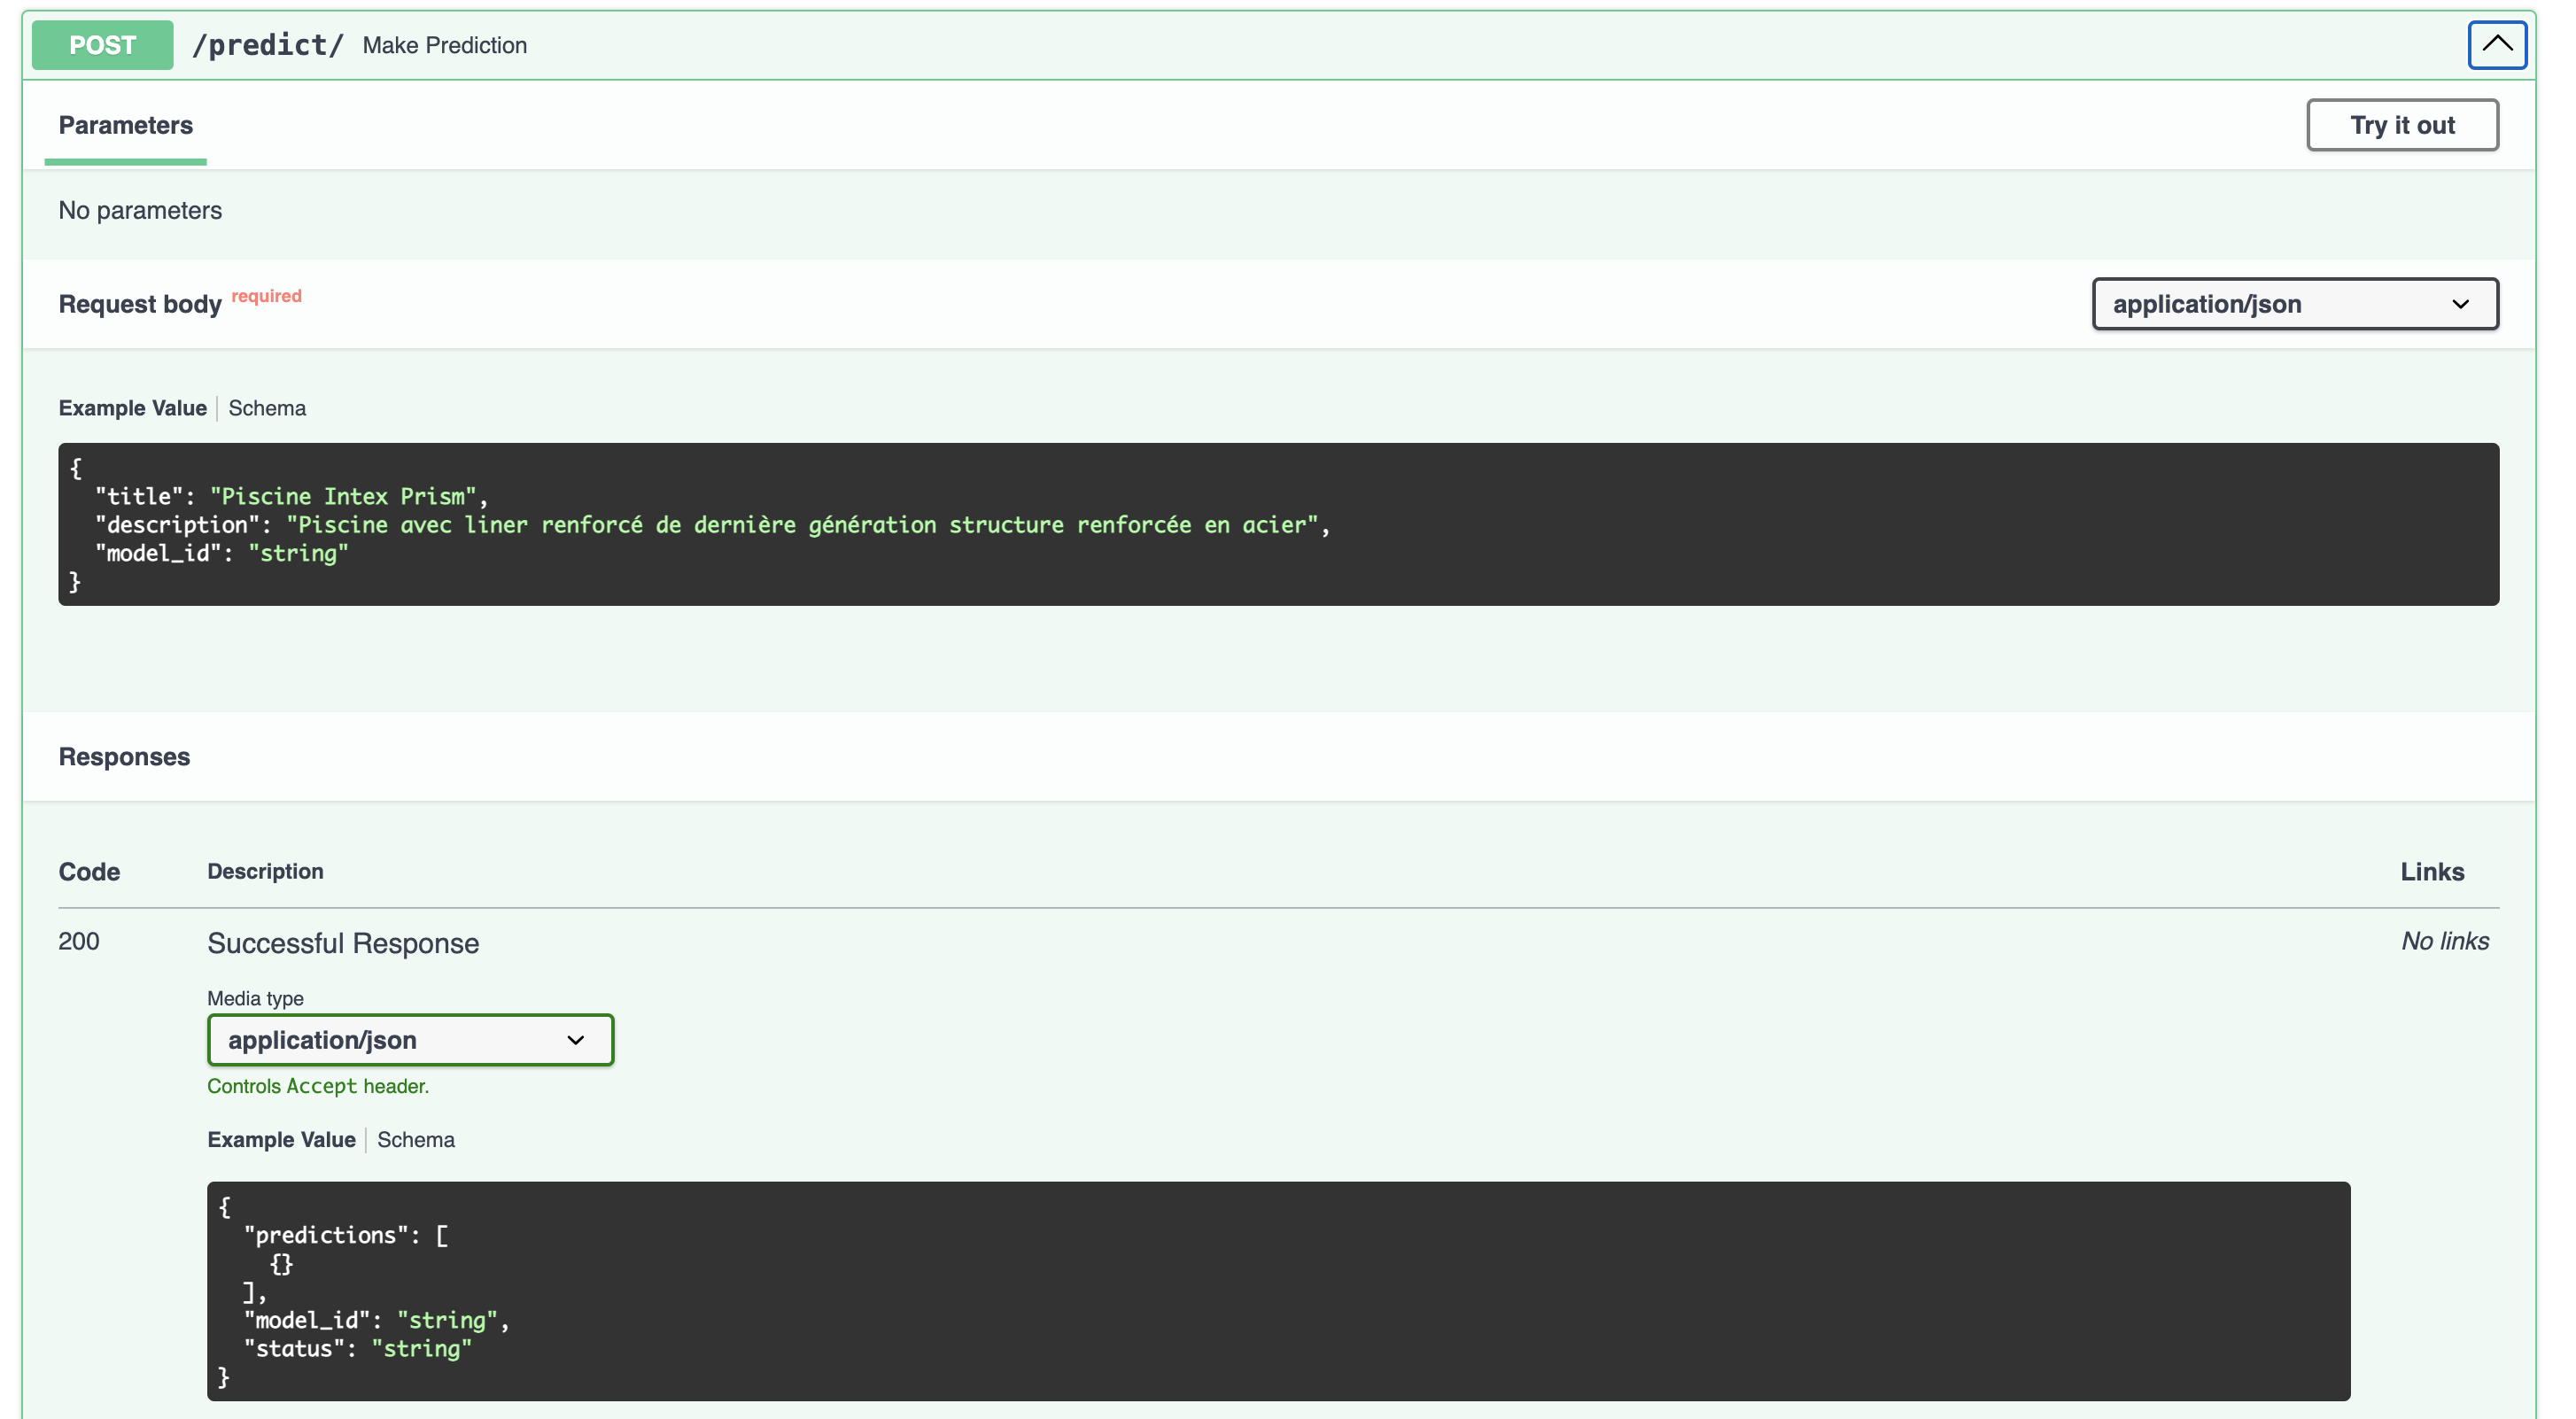 POST /predict/ Make Prediction
Parameters
Try it out
No parameters
Request body required
application/json
Example Value Schema
{
  "title": "Piscine Intex Prism",
  "description": "Piscine avec liner renforcé de dernière génération structure renforcée en acier",
  "model_id": "string"
}
Responses
Code Description Links
200 Successful Response No links
Media type
application/json
Controls Accept header.
Example Value Schema
{
  "predictions": [
    {}
  ],
  "model_id": "string",
  "status": "string"
}